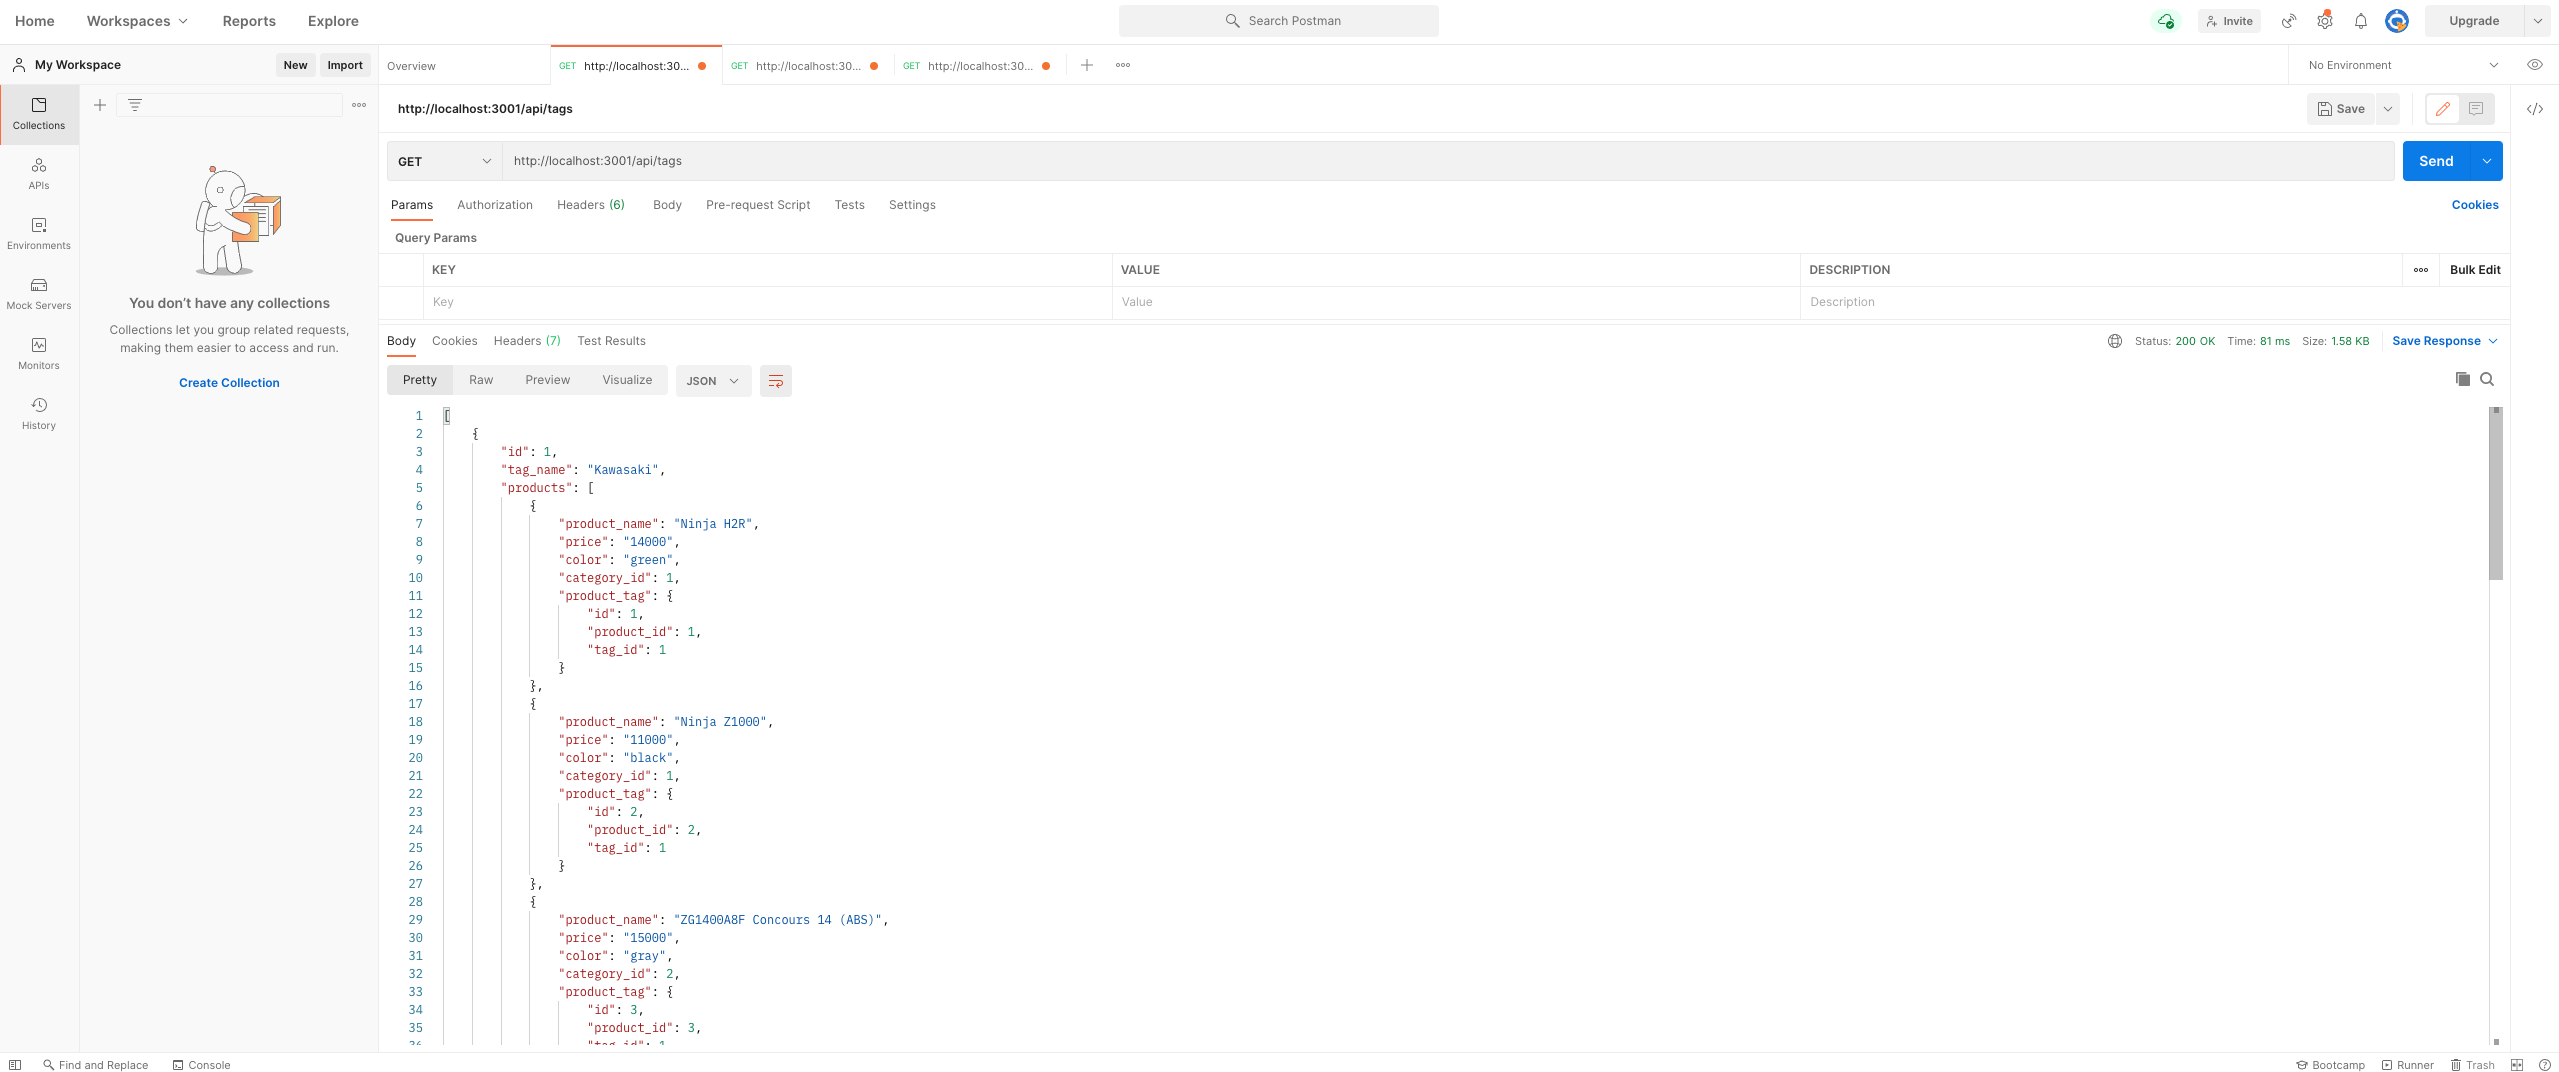 Home Workspaces Reports Explore Search Postman Invite Upgrade
My Workspace New Import Overview GET http://localhost:30... GET http://localhost:30... GET http://localhost:30... No Environment
Collections
APIs
Environments
Mock Servers
Monitors
History
You don't have any collections
Collections let you group related requests,
making them easier to access and run.
Create Collection
http://localhost:3001/api/tags Save
GET http://localhost:3001/api/tags Send
Params Authorization Headers (6) Body Pre-request Script Tests Settings Cookies
Query Params
KEY VALUE DESCRIPTION Bulk Edit
Key Value Description
Body Cookies Headers (7) Test Results Status: 200 OK Time: 81 ms Size: 1.58 KB Save Response
Pretty Raw Preview Visualize JSON
1 [
2 {
3 "id": 1,
4 "tag_name": "Kawasaki",
5 "products": [
6 {
7 "product_name": "Ninja H2R",
8 "price": "14000",
9 "color": "green",
10 "category_id": 1,
11 "product_tag": {
12 "id": 1,
13 "product_id": 1,
14 "tag_id": 1
15 }
16 },
17 {
18 "product_name": "Ninja Z1000",
19 "price": "11000",
20 "color": "black",
21 "category_id": 1,
22 "product_tag": {
23 "id": 2,
24 "product_id": 2,
25 "tag_id": 1
26 }
27 },
28 {
29 "product_name": "ZG1400A8F Concours 14 (ABS)",
30 "price": "15000",
31 "color": "gray",
32 "category_id": 2,
33 "product_tag": {
34 "id": 3,
35 "product_id": 3,
36 "tag_id": 1
Find and Replace Console Bootcamp Runner Trash